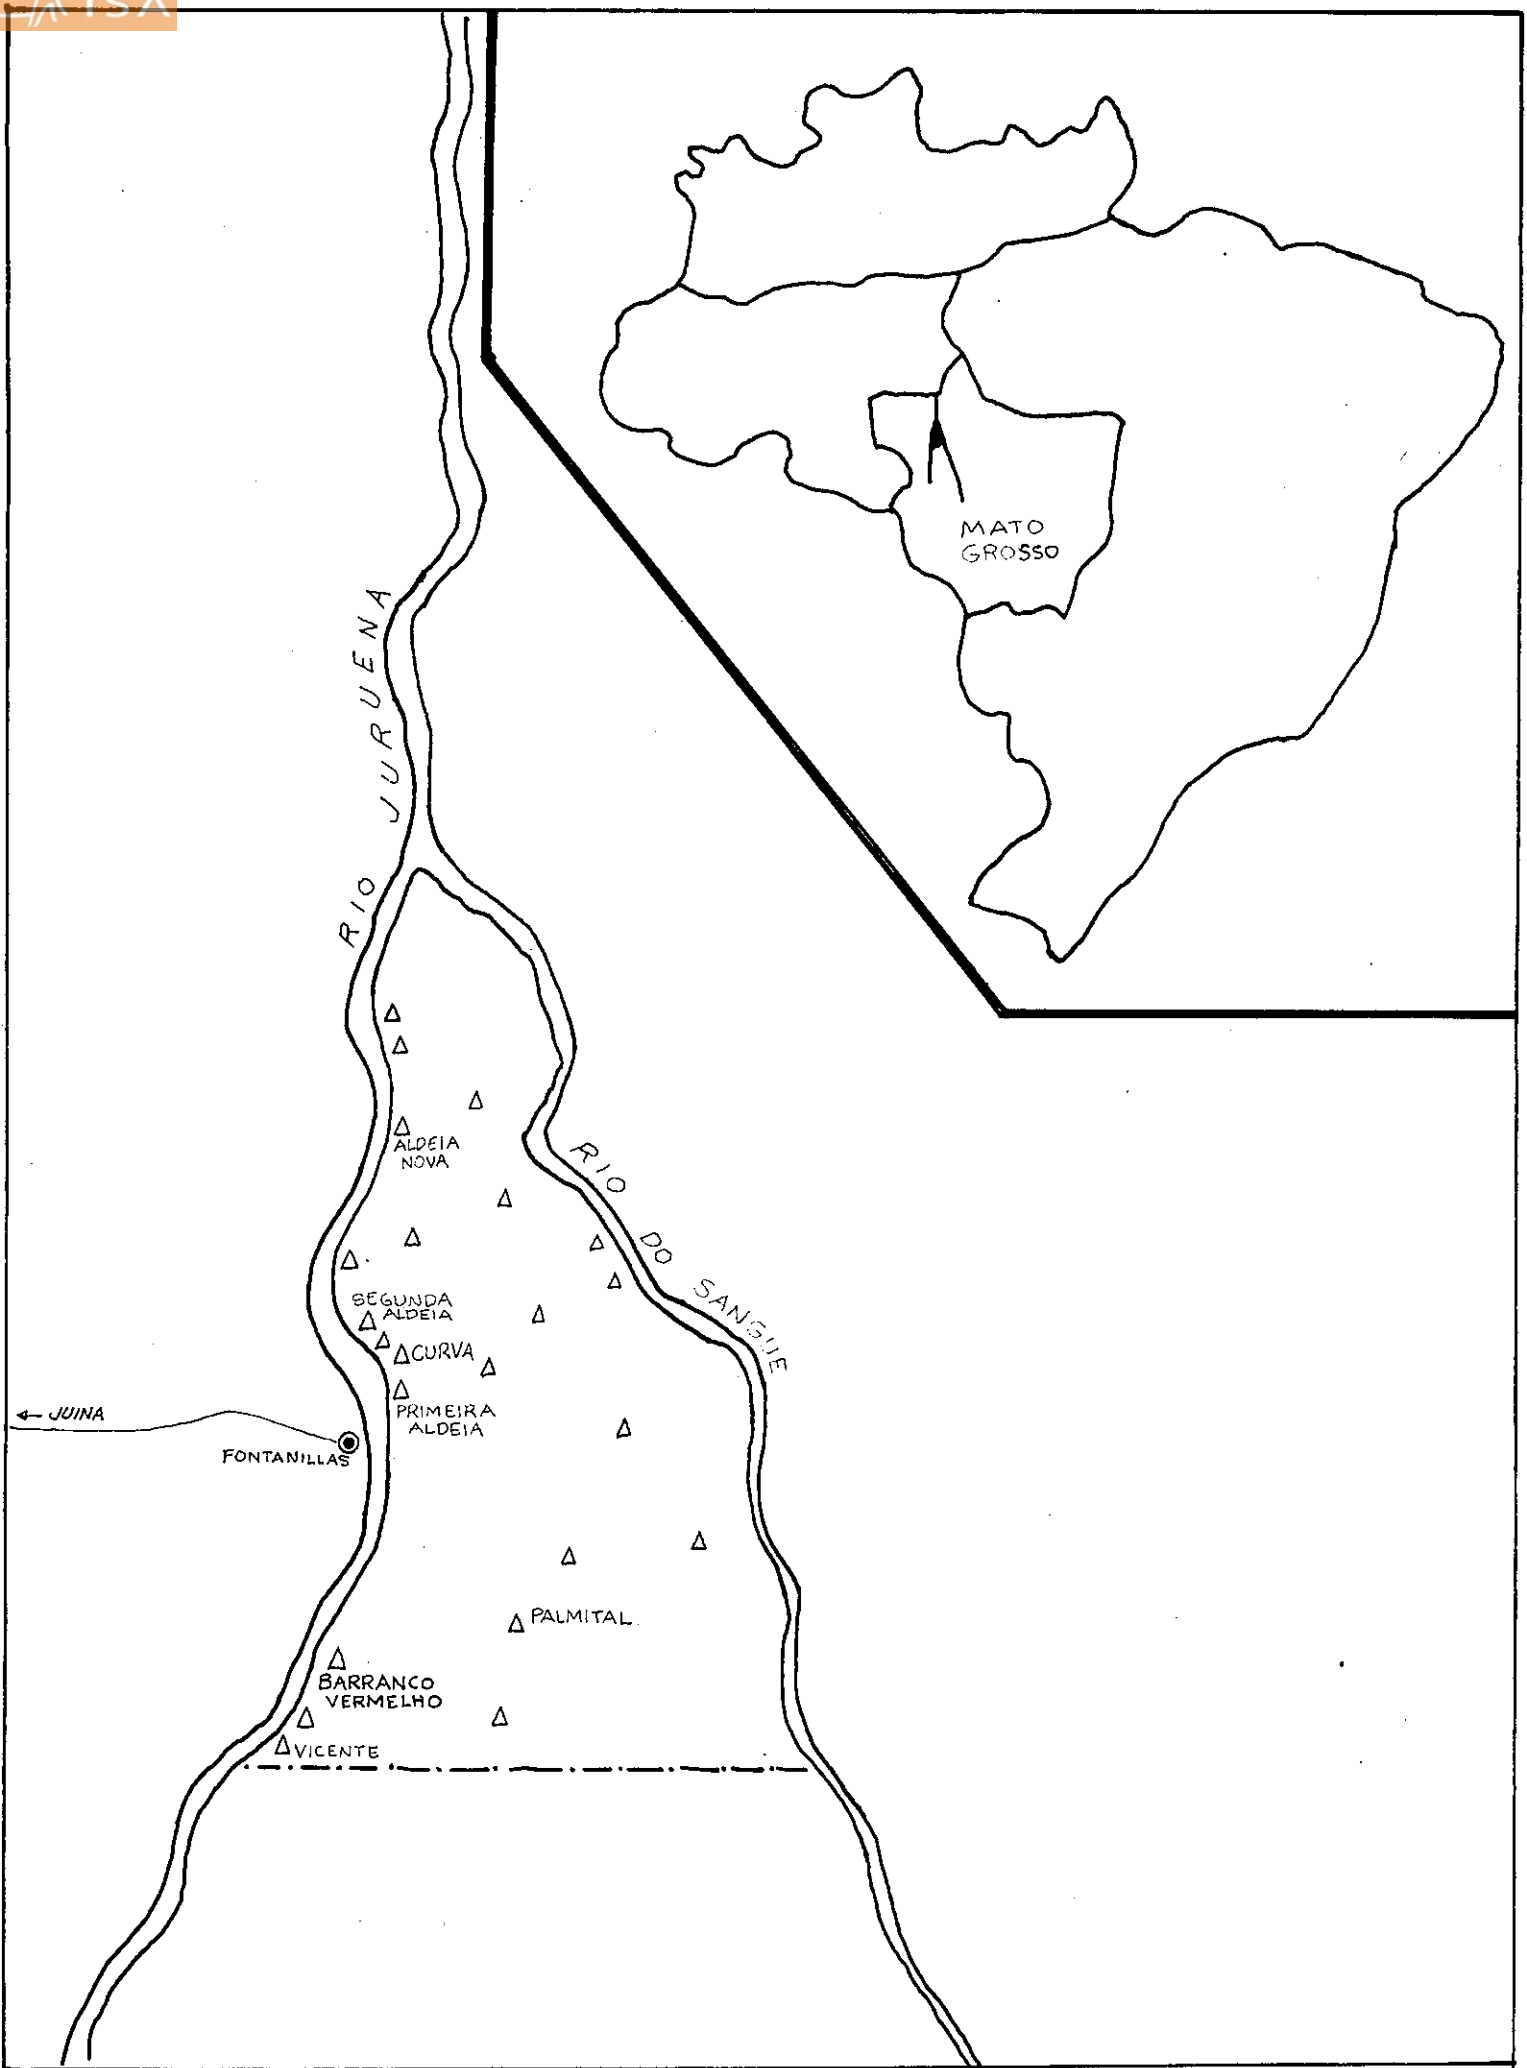 ISA
MATO
GROSSO
RIO JURUENA
ALDEIA
NOVA
RIO DO SANGUE
SEGUNDA
ALDEIA
CURVA
PRIMEIRA
ALDEIA
← JUINA
FONTANILLAS
PALMITAL
BARRANCO
VERMELHO
VICENTE